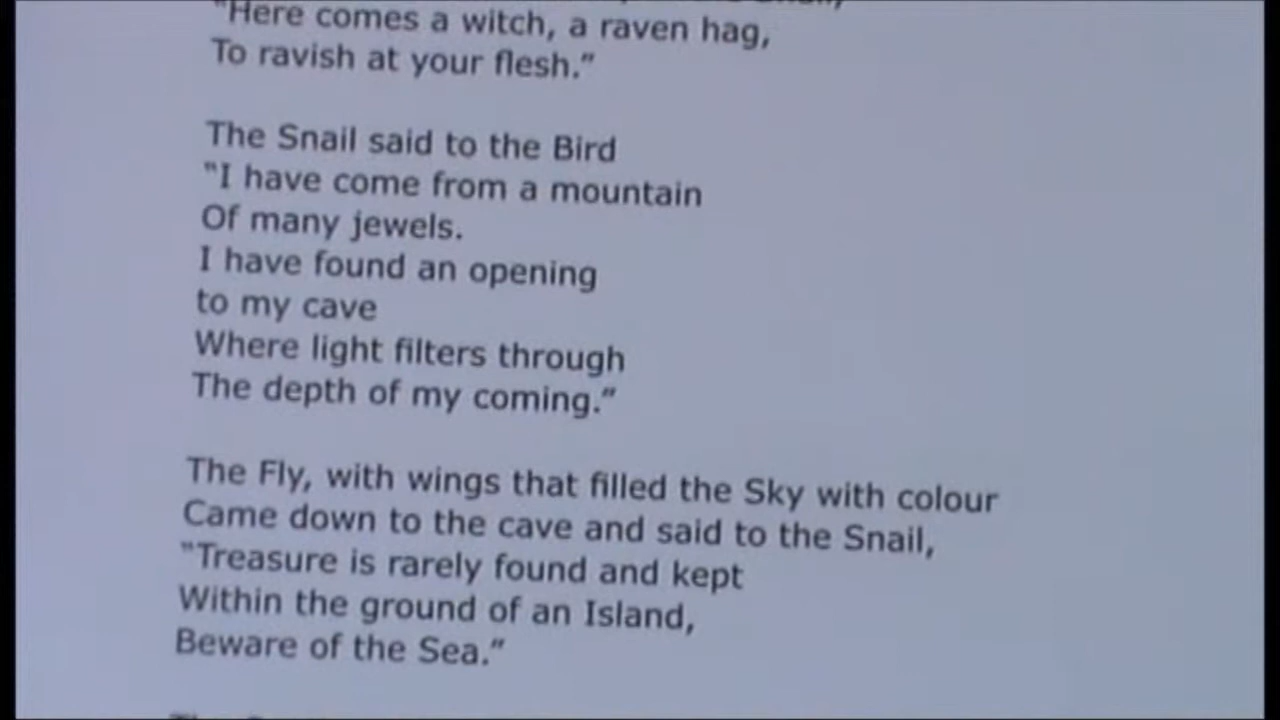 "Here comes a witch, a raven hag,
To ravish at your flesh."
The Snail said to the Bird
"I have come from a mountain
Of many jewels.
I have found an opening
to my cave
Where light filters through
The depth of my coming."
The Fly, with wings that filled the Sky with colour
Came down to the cave and said to the Snail,
"Treasure is rarely found and kept
Within the ground of an Island,
Beware of the Sea."